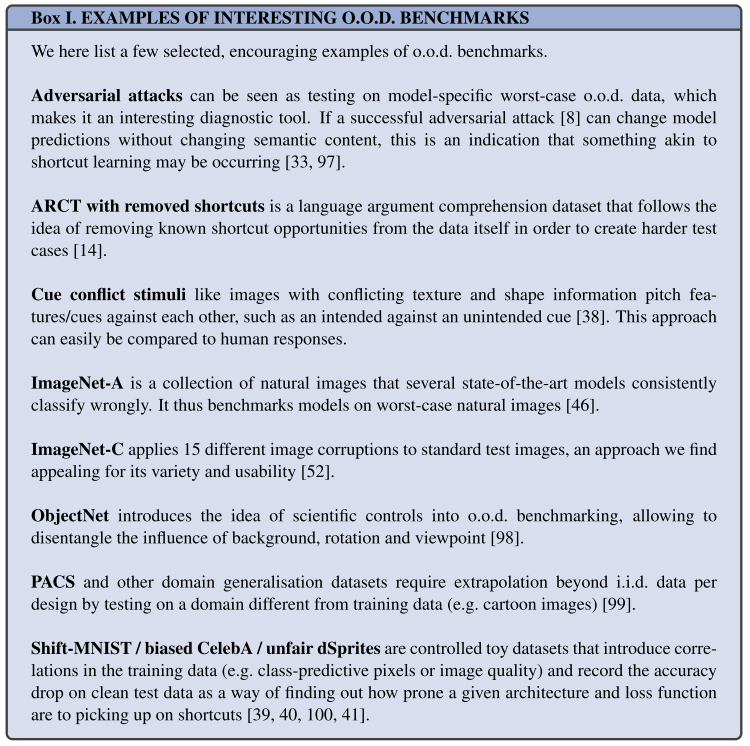 Box I. EXAMPLES OF INTERESTING O.O.D. BENCHMARKS
We here list a few selected, encouraging examples of o.o.d. benchmarks.
Adversarial attacks can be seen as testing on model-specific worst-case o.o.d. data, which
makes it an interesting diagnostic tool. If a successful adversarial attack [8] can change model
predictions without changing semantic content, this is an indication that something akin to
shortcut learning may be occurring [33, 97].
ARCT with removed shortcuts is a language argument comprehension dataset that follows the
idea of removing known shortcut opportunities from the data itself in order to create harder test
cases [14].
Cue conflict stimuli like images with conflicting texture and shape information pitch fea-
tures/cues against each other, such as an intended against an unintended cue [38]. This approach
can easily be compared to human responses.
ImageNet-A is a collection of natural images that several state-of-the-art models consistently
classify wrongly. It thus benchmarks models on worst-case natural images [46].
ImageNet-C applies 15 different image corruptions to standard test images, an approach we find
appealing for its variety and usability [52].
ObjectNet introduces the idea of scientific controls into o.o.d. benchmarking, allowing to
disentangle the influence of background, rotation and viewpoint [98].
PACS and other domain generalisation datasets require extrapolation beyond i.i.d. data per
design by testing on a domain different from training data (e.g. cartoon images) [99].
Shift-MNIST / biased CelebA / unfair dSprites are controlled toy datasets that introduce corre-
lations in the training data (e.g. class-predictive pixels or image quality) and record the accuracy
drop on clean test data as a way of finding out how prone a given architecture and loss function
are to picking up on shortcuts [39, 40, 100, 41].